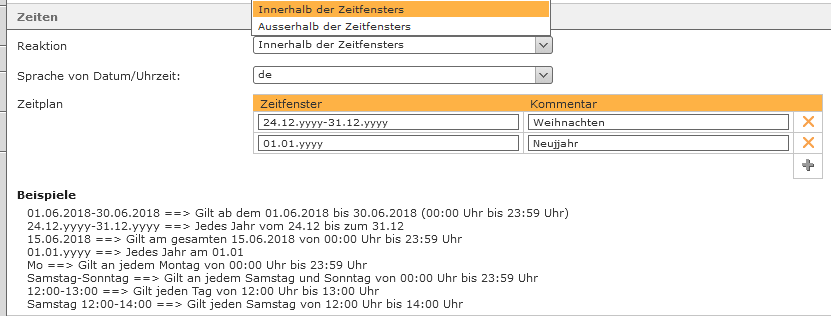 Innerhalb der Zeitfensters
Ausserhalb der Zeitfensters
Zeiten
Reaktion
Innerhalb der Zeitfensters
Sprache von Datum/Uhrzeit:
de
Zeitplan
Zeitfenster Kommentar
24.12.yyyy-31.12.yyyy Weihnachten
01.01.yyyy Neujjahr
Beispiele
01.06.2018-30.06.2018 ==> Gilt ab dem 01.06.2018 bis 30.06.2018 (00:00 Uhr bis 23:59 Uhr)
24.12.yyyy-31.12.yyyy ==> Jedes Jahr vom 24.12 bis zum 31.12
15.06.2018 ==> Gilt am gesamten 15.06.2018 von 00:00 Uhr bis 23:59 Uhr
01.01.yyyy ==> Jedes Jahr am 01.01
Mo ==> Gilt an jedem Montag von 00:00 Uhr bis 23:59 Uhr
Samstag-Sonntag ==> Gilt an jedem Samstag und Sonntag von 00:00 Uhr bis 23:59 Uhr
12:00-13:00 ==> Gilt jeden Tag von 12:00 Uhr bis 13:00 Uhr
Samstag 12:00-14:00 ==> Gilt jeden Samstag von 12:00 Uhr bis 14:00 Uhr